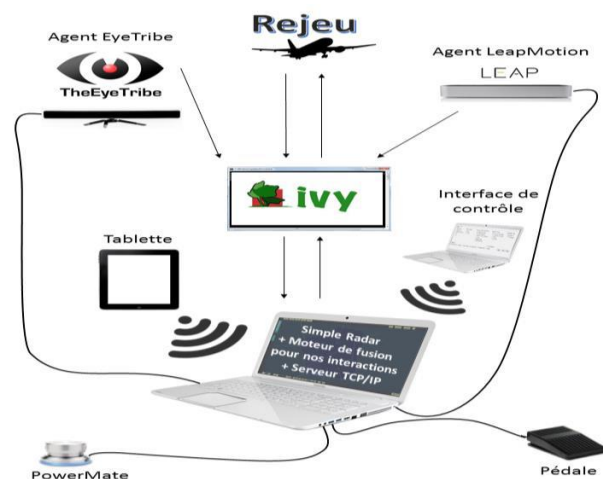 Rejeu
Agent EyeTribe
TheEyeTribe
Agent LeapMotion
LEAP
ivy
Interface de
contrôle
Tablette
Simple Radar
+ Moteur de fusion
pour nos interactions
+ Serveur TCP/IP
PowerMate
Pédale